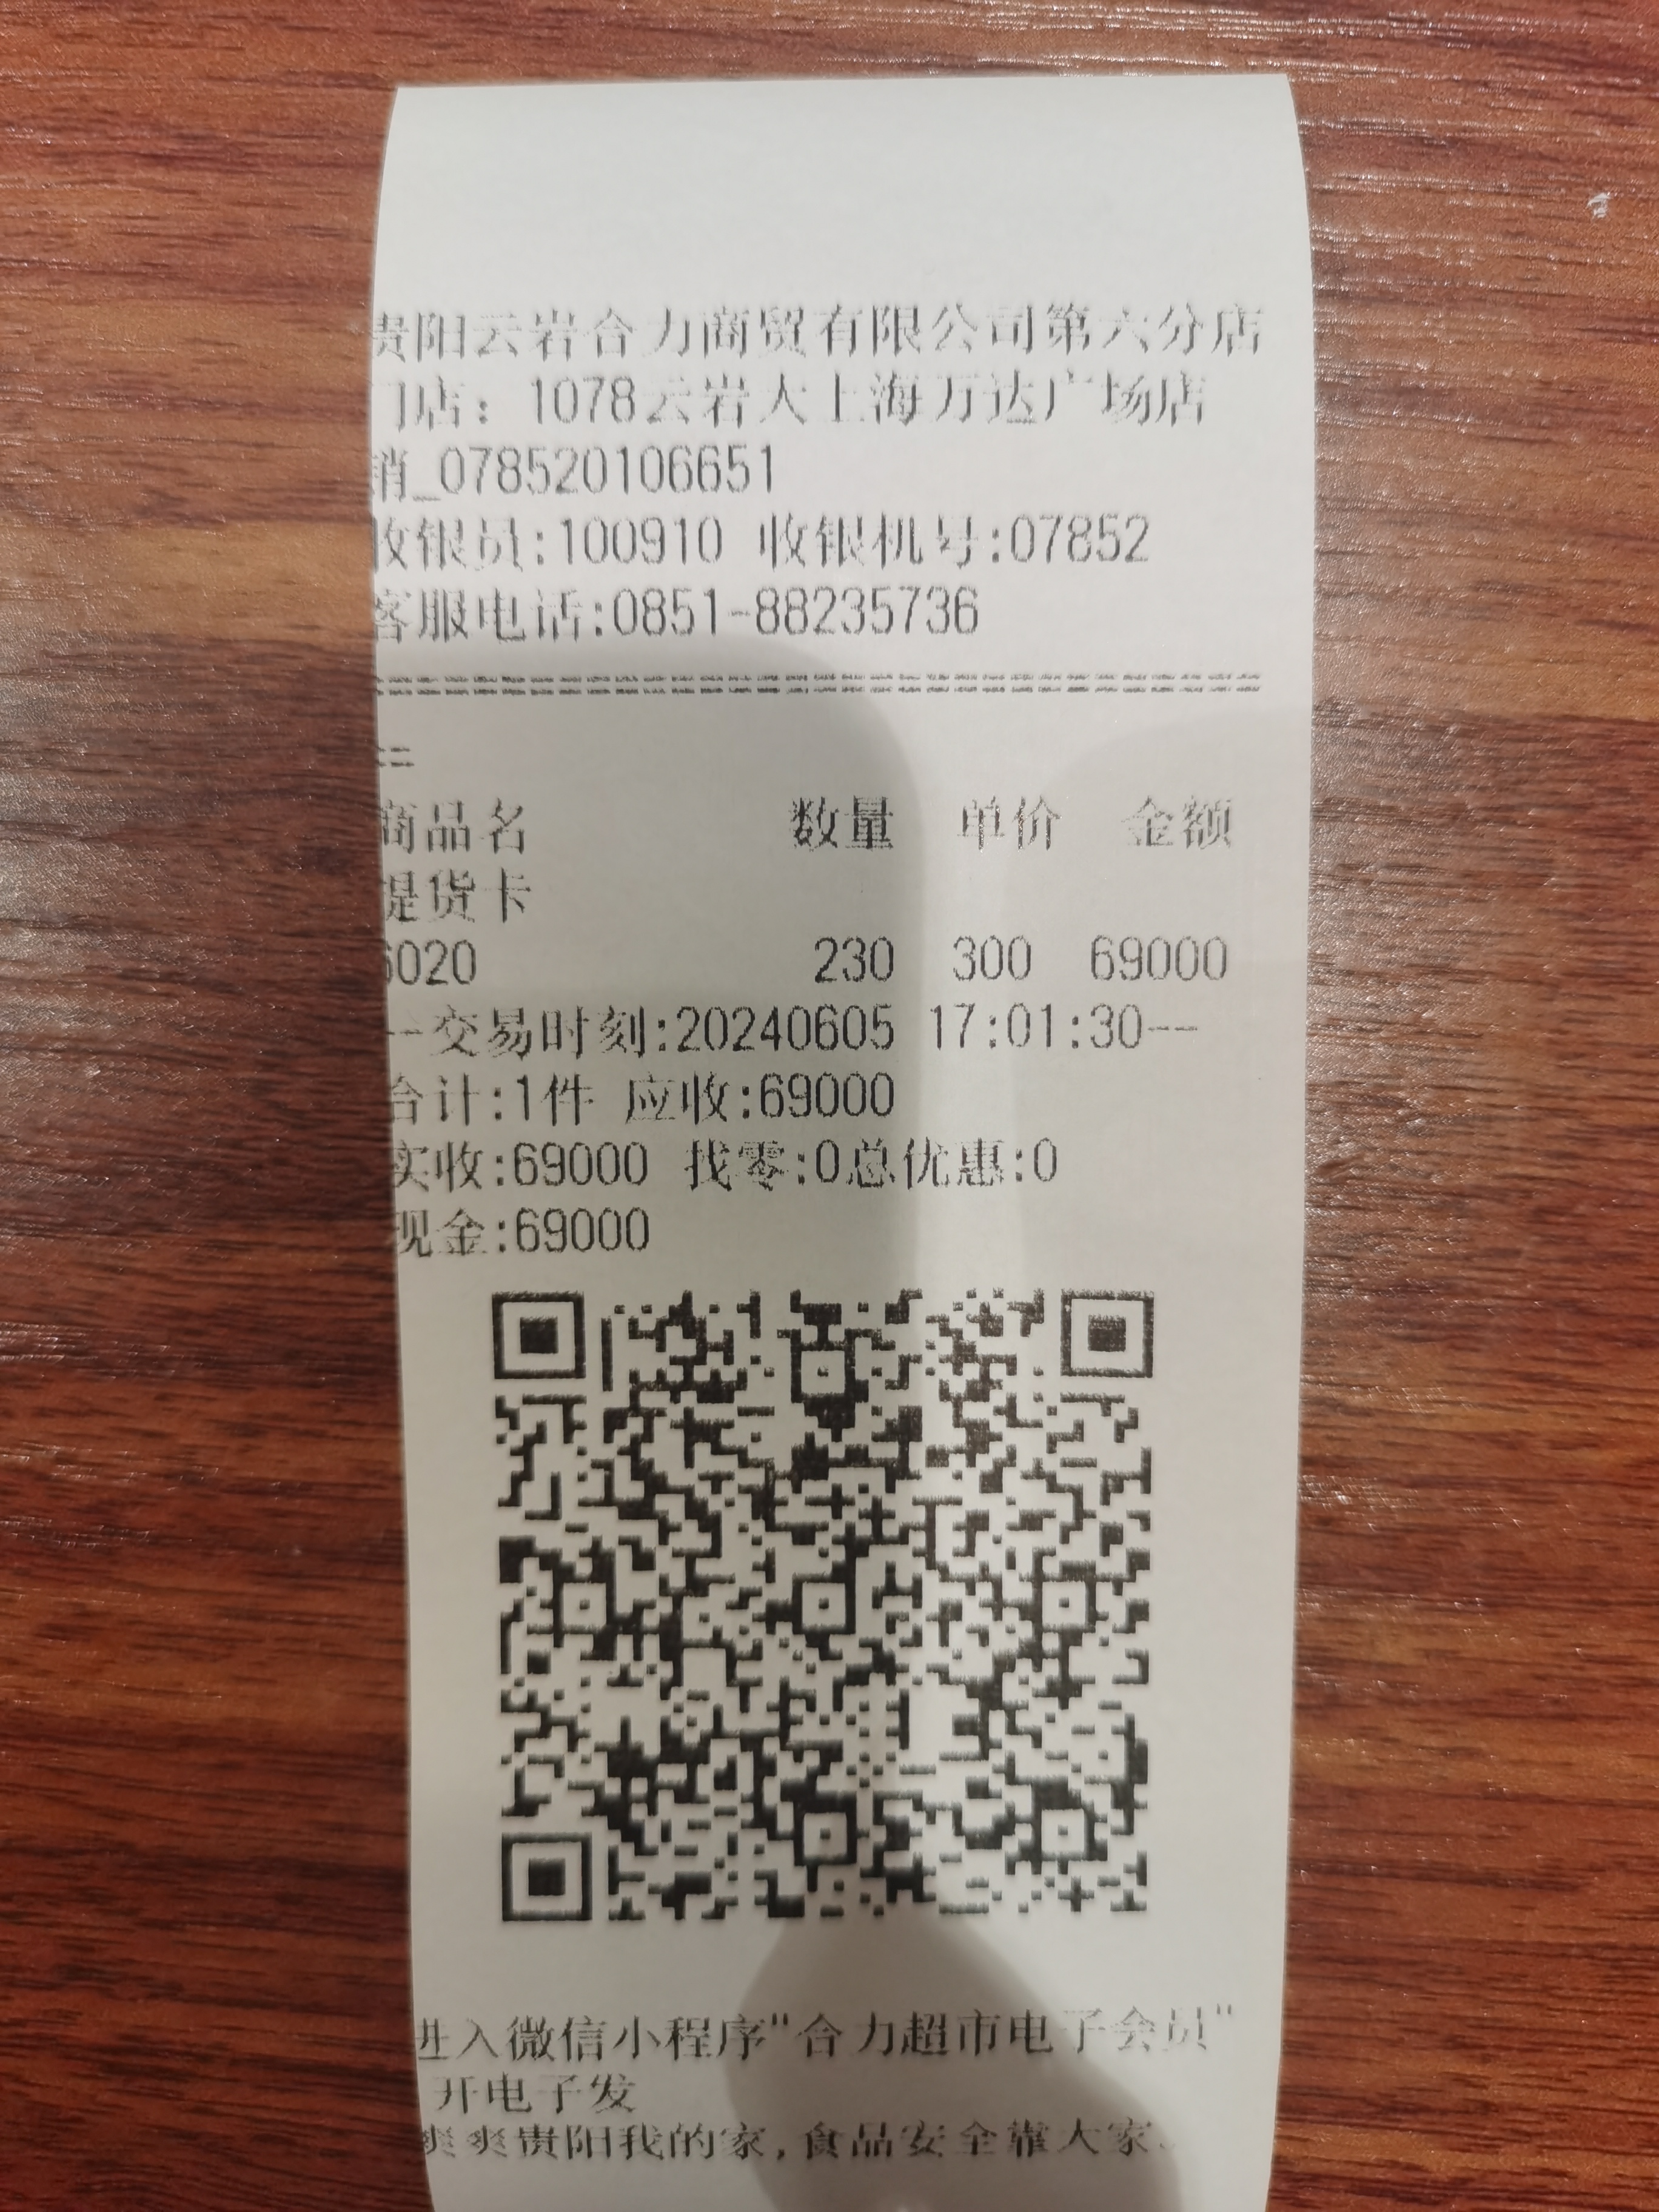 贵阳云岩合力商贸有限公司第六分店
门店：1078云岩大上海万达广场店
销_078520106651
收银员:100910 收银机号:07852
客服电话:0851-88235736
================================================
==
商品名 数量 单价 金额
提货卡
6020 230 300 69000
--交易时刻:20240605 17:01:30--
合计:1件 应收:69000
实收:69000 找零:0总优惠:0
现金:69000
进入微信小程序"合力超市电子会员"
开电子发
爽爽贵阳我的家,食品安全靠大家.